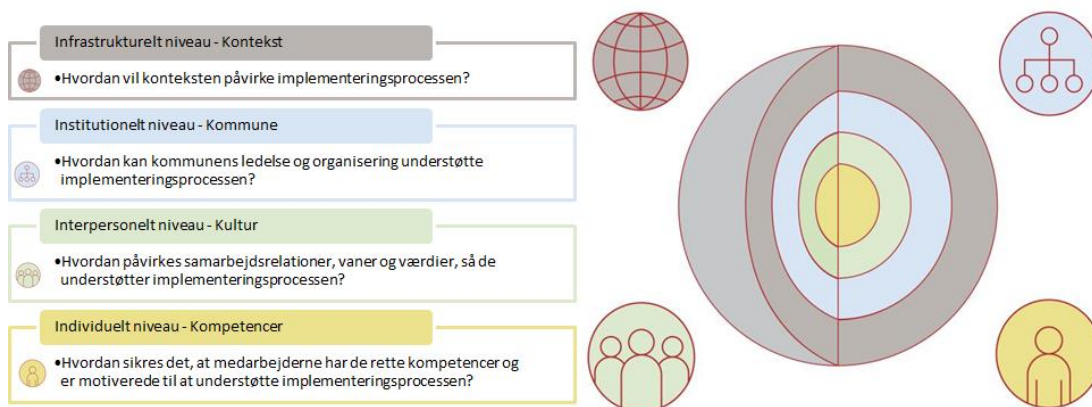 Infrastrukturelt niveau - Kontekst
•Hvordan vil konteksten påvirke implementeringsprocessen?
Institutionelt niveau - Kommune
•Hvordan kan kommunens ledelse og organisering understøtte
implementeringsprocessen?
Interpersonelt niveau - Kultur
•Hvordan påvirkes samarbejdsrelationer, vaner og værdier, så de
understøtter implementeringsprocessen?
Individuelt niveau - Kompetencer
•Hvordan sikres det, at medarbejderne har de rette kompetencer og
er motiverede til at understøtte implementeringsprocessen?